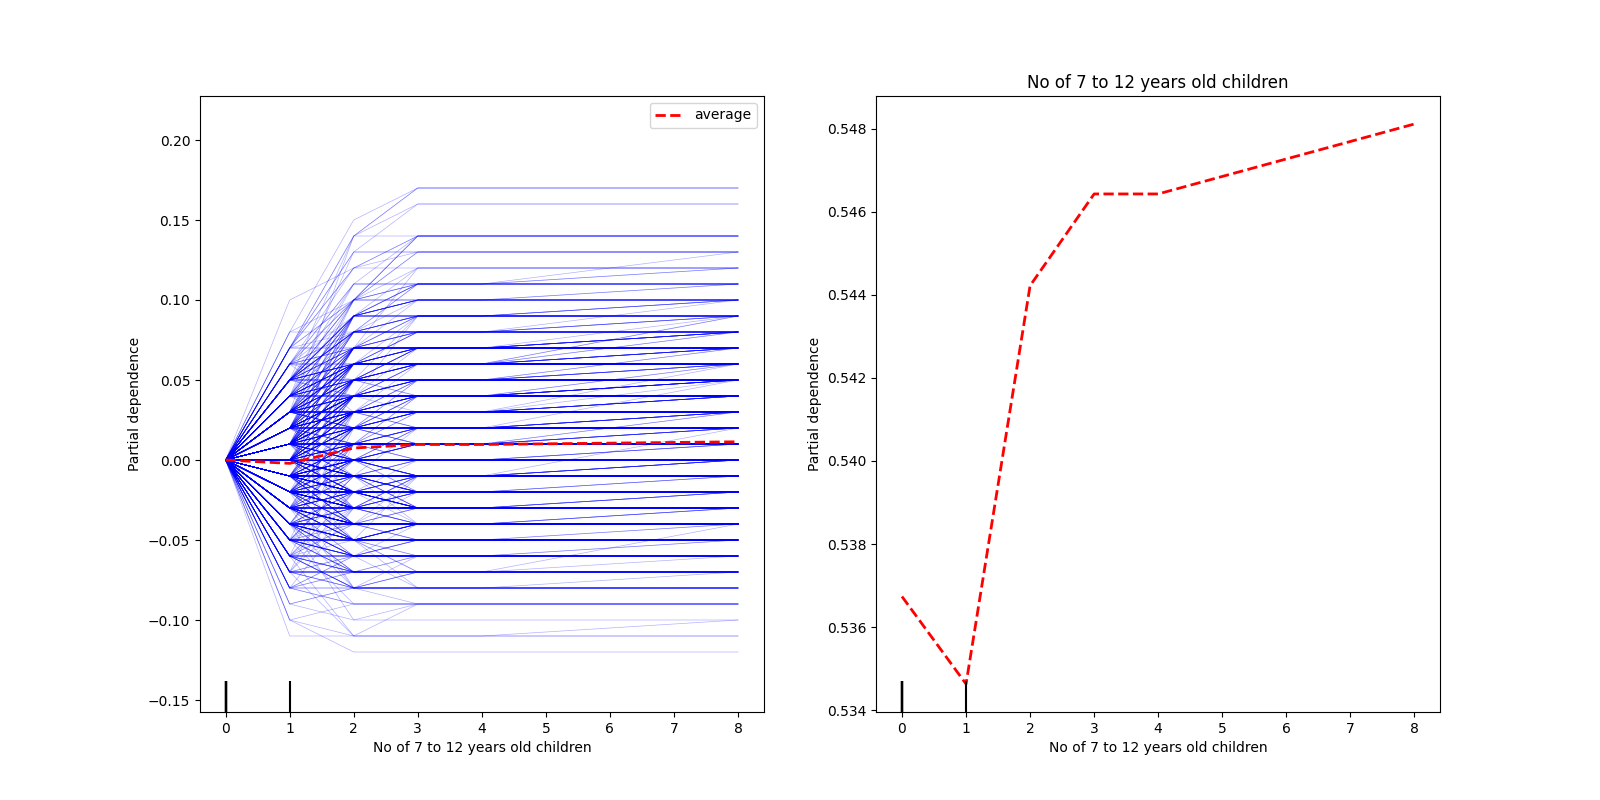 No of 7 to 12 years old children
average
0.20
0.15
0.10
0.05
0.00
−0.05
−0.10
−0.15
Partial dependence
0 1 2 3 4 5 6 7 8
No of 7 to 12 years old children
0.548
0.546
0.544
0.542
0.540
0.538
0.536
0.534
Partial dependence
0 1 2 3 4 5 6 7 8
No of 7 to 12 years old children